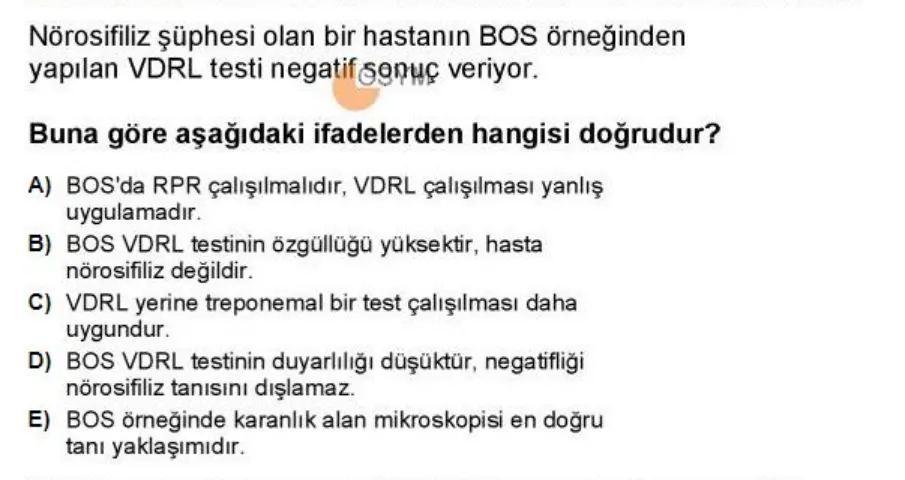 Nörosifiliz şüphesi olan bir hastanın BOS örneğinden
yapılan VDRL testi negatif sonuç veriyor.
ÖSYM
Buna göre aşağıdaki ifadelerden hangisi doğrudur?
A) BOS'da RPR çalışılmalıdır, VDRL çalışılması yanlış
uygulamadır.
B) BOS VDRL testinin özgüllüğü yüksektir, hasta
nörosifiliz değildir.
C) VDRL yerine treponemal bir test çalışılması daha
uygundur.
D) BOS VDRL testinin duyarlılığı düşüktür, negatifliği
nörosifiliz tanısını dışlamaz.
E) BOS örneğinde karanlık alan mikroskopisi en doğru
tanı yaklaşımıdır.